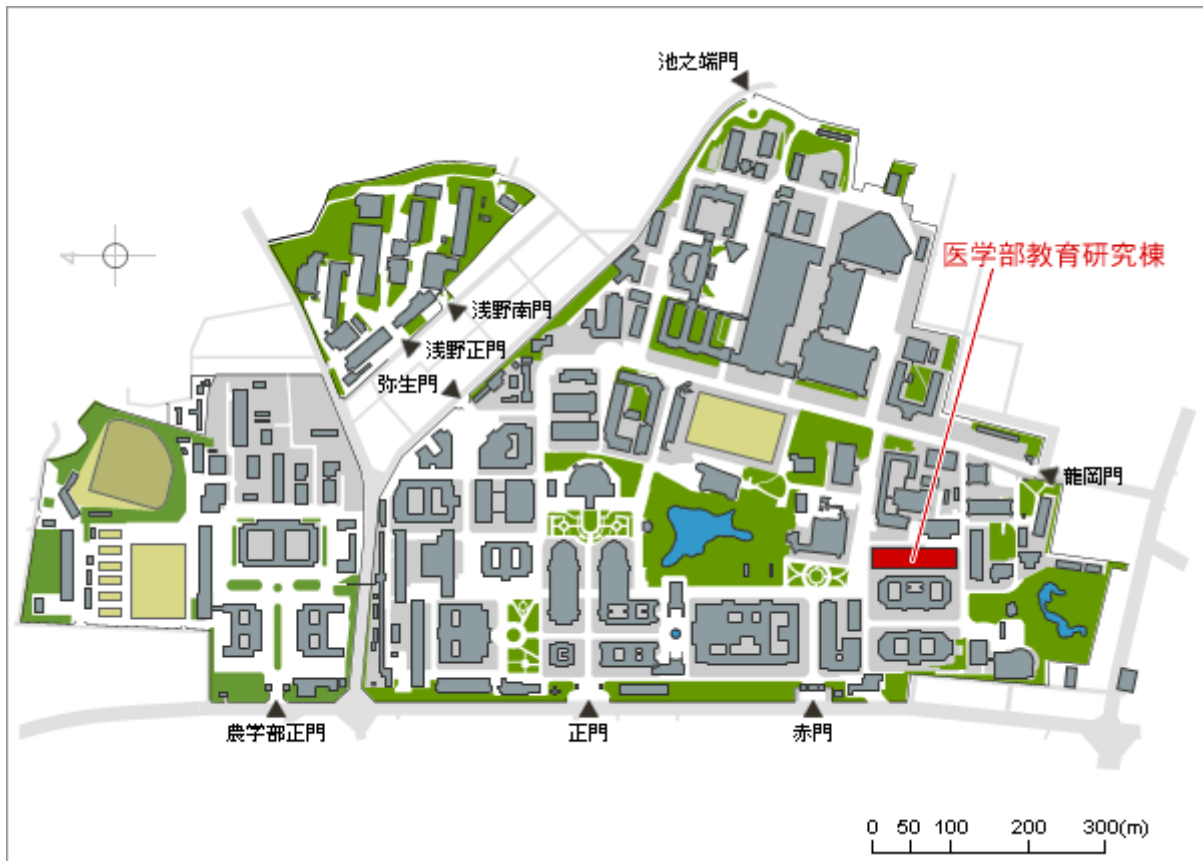 池之端門
医学部教育研究棟
浅野南門
浅野正門
弥生門
龍岡門
農学部正門
正門
赤門
0 50 100 200 300(m)